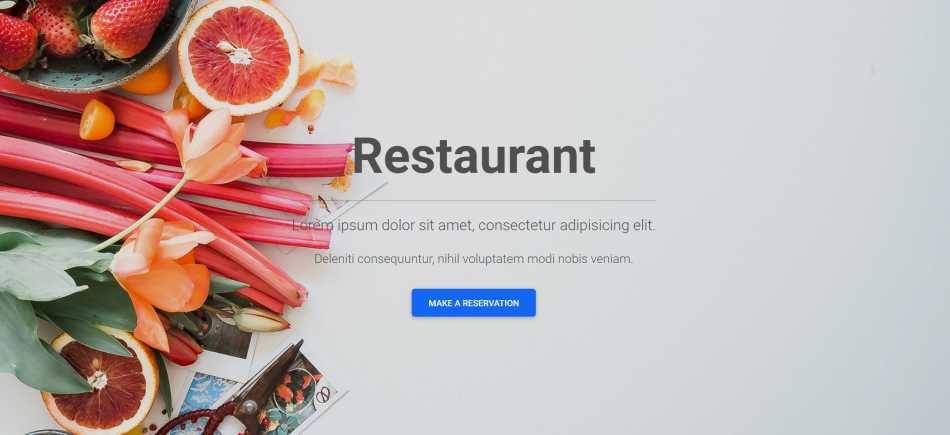 Restaurant
Lorem ipsum dolor sit amet, consectetur adipisicing elit.
Deleniti consequuntur, nihil voluptatem modi nobis veniam.
MAKE A RESERVATION